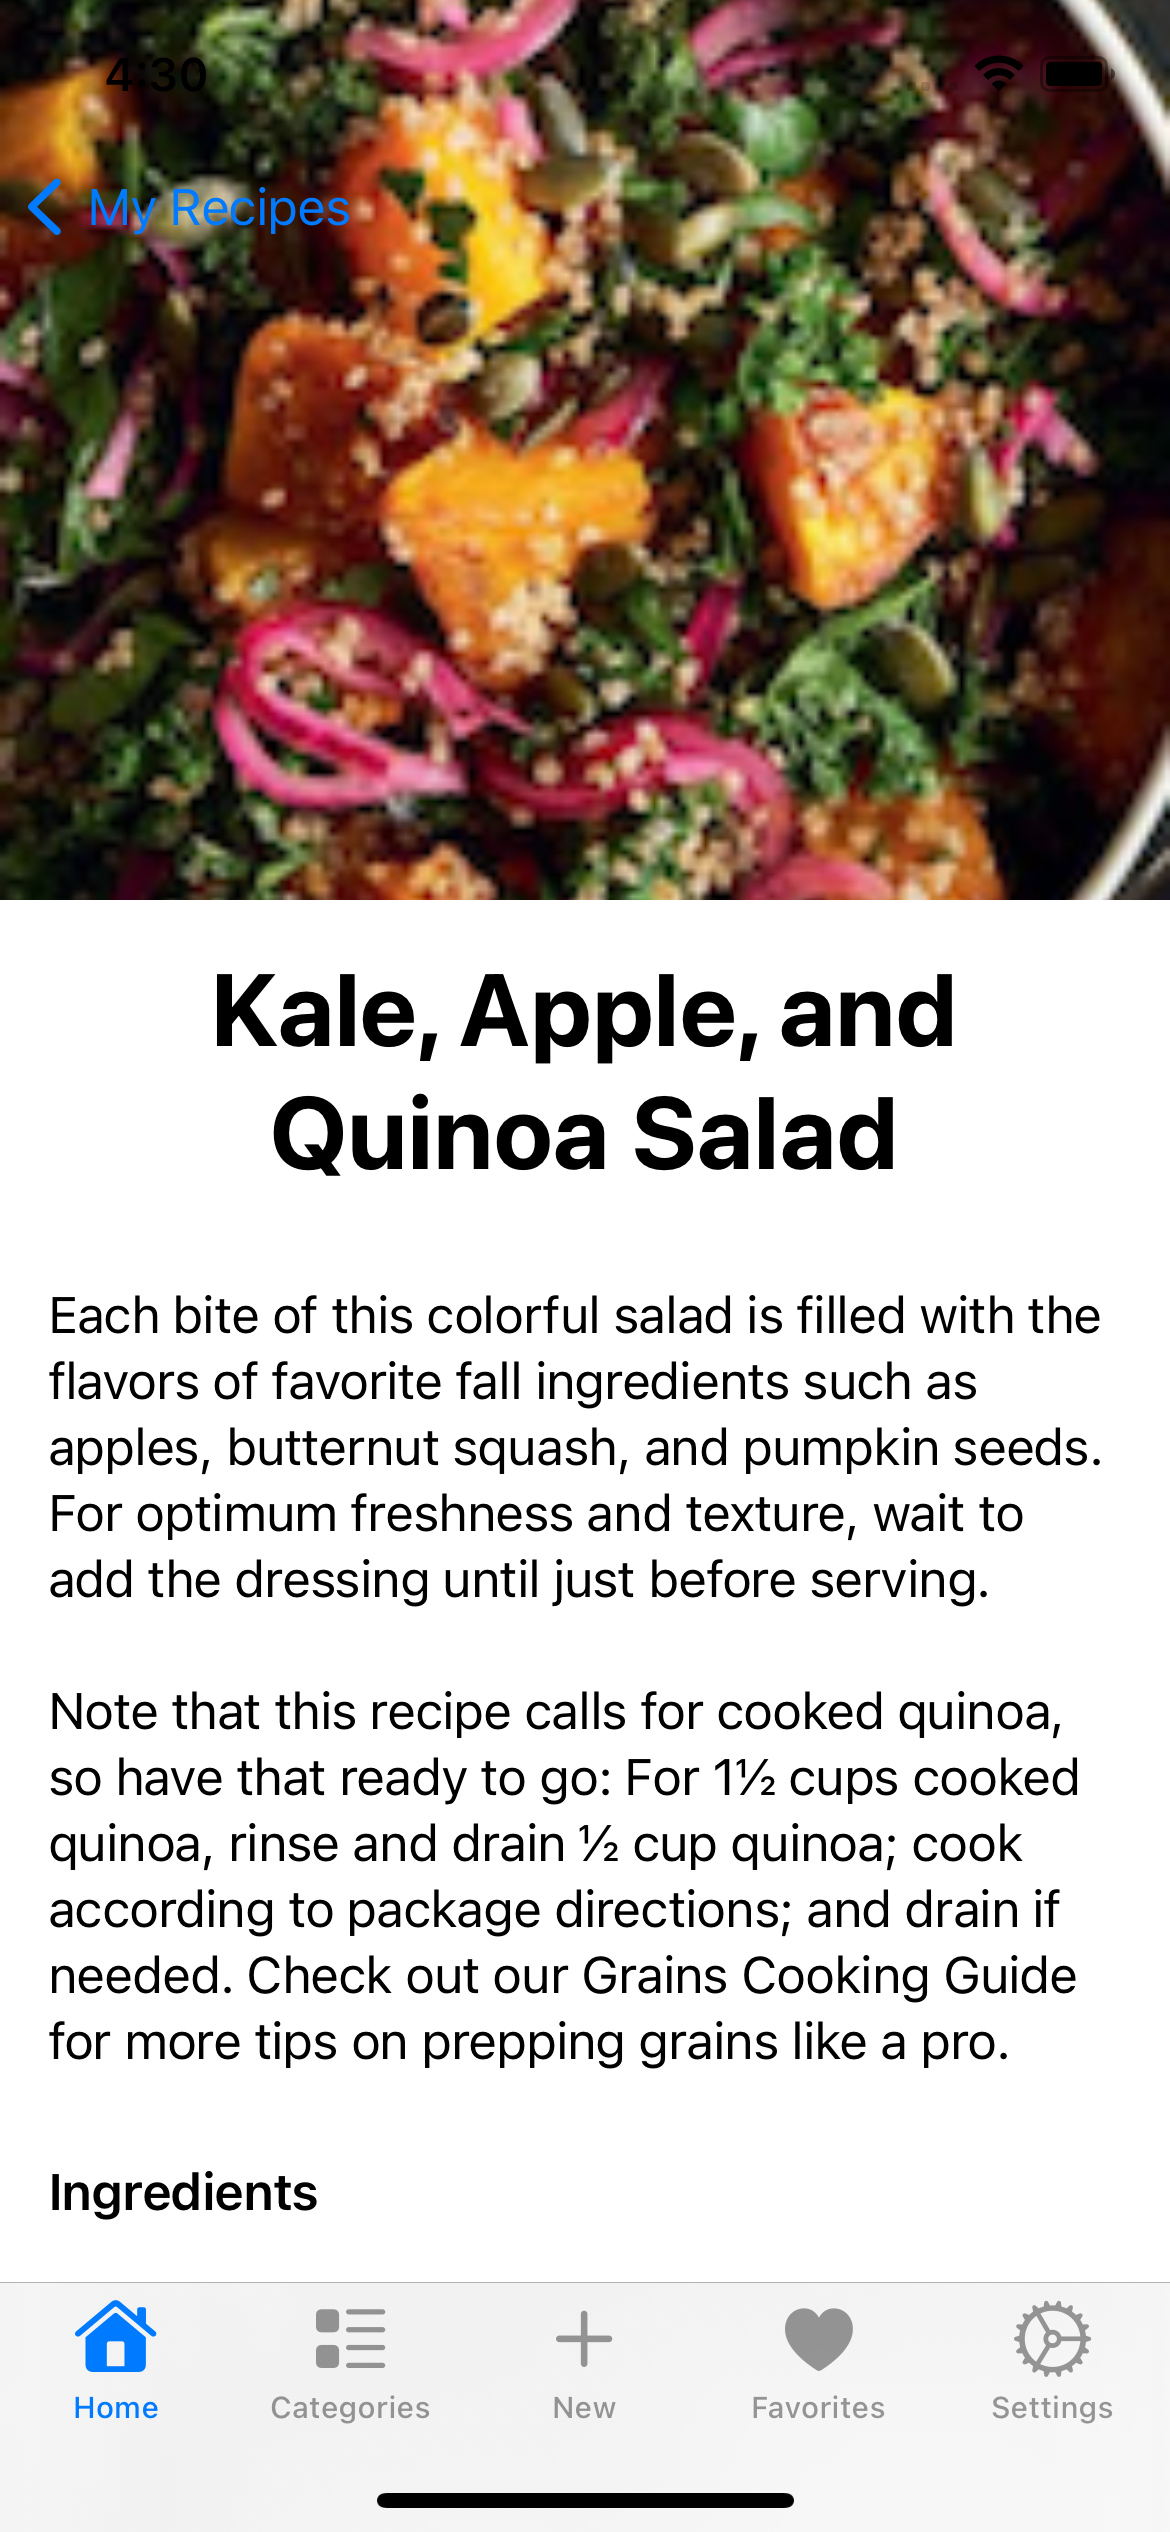 4:30
My Recipes
Kale, Apple, and
Quinoa Salad
Each bite of this colorful salad is filled with the
flavors of favorite fall ingredients such as
apples, butternut squash, and pumpkin seeds.
For optimum freshness and texture, wait to
add the dressing until just before serving.
Note that this recipe calls for cooked quinoa,
so have that ready to go: For 1½ cups cooked
quinoa, rinse and drain ½ cup quinoa; cook
according to package directions; and drain if
needed. Check out our Grains Cooking Guide
for more tips on prepping grains like a pro.
Ingredients
Home
Categories
New
Favorites
Settings